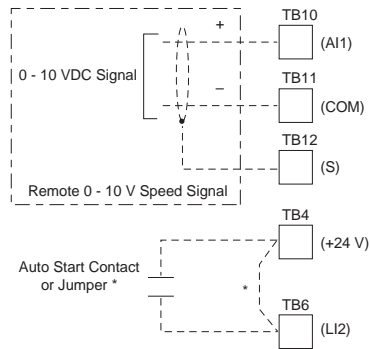 TB10
+
(AI1)
0 - 10 VDC Signal
TB11
–
(COM)
TB12
(S)
Remote 0 - 10 V Speed Signal
TB4
(+24 V)
Auto Start Contact
or Jumper *
*
TB6
(LI2)